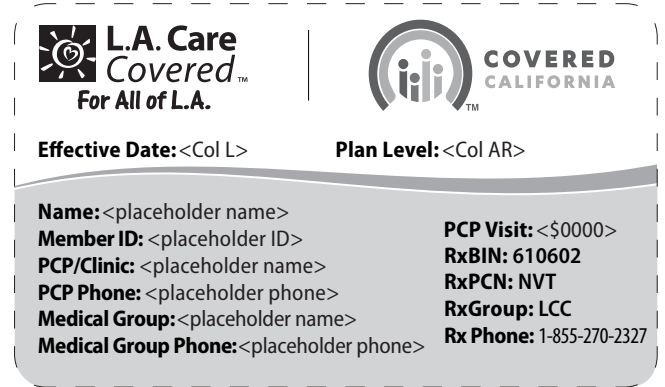 L.A. Care
Covered™
For All of L.A.
COVERED
CALIFORNIA
TM
Effective Date: <Col L>
Plan Level: <Col AR>
Name: <placeholder name>
Member ID: <placeholder ID>
PCP/Clinic: <placeholder name>
PCP Phone: <placeholder phone>
Medical Group: <placeholder name>
Medical Group Phone: <placeholder phone>
PCP Visit: <$0000>
RxBIN: 610602
RxPCN: NVT
RxGroup: LCC
Rx Phone: 1-855-270-2327